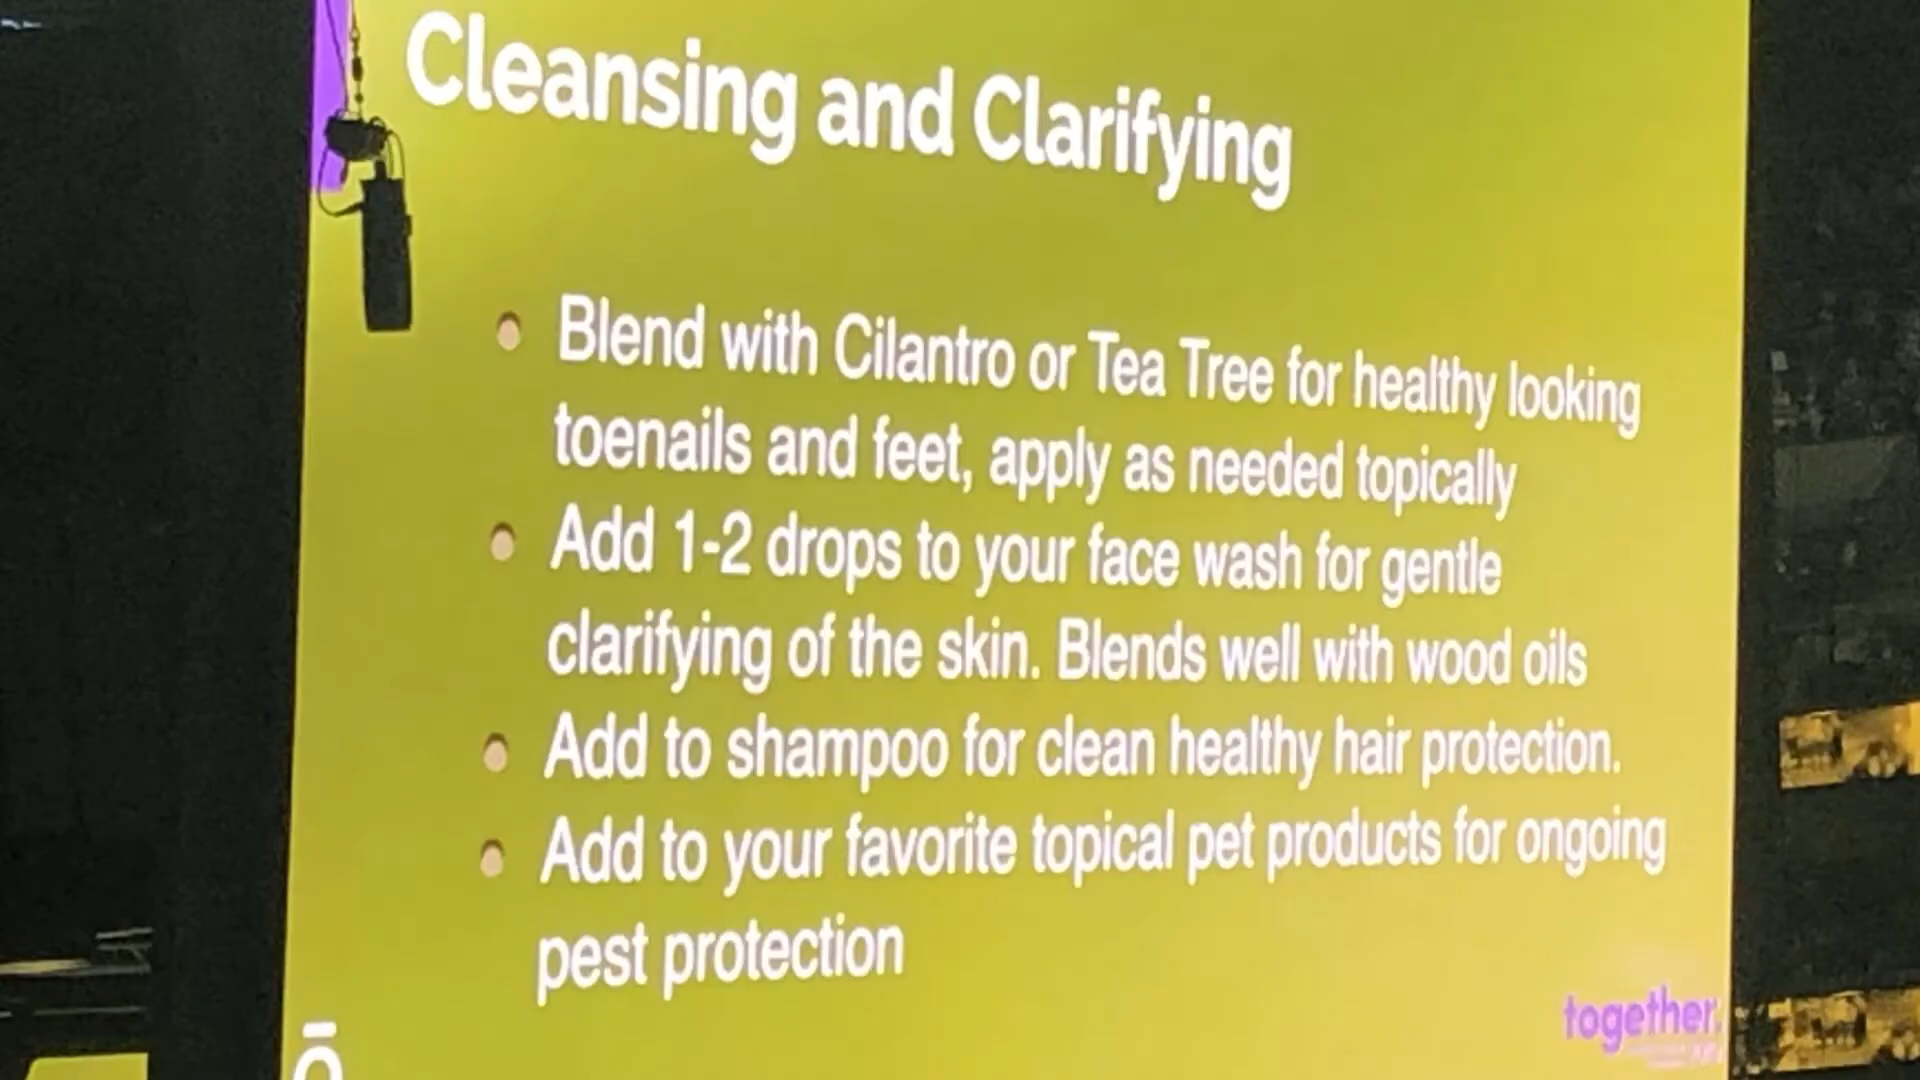 Cleansing and Clarifying
Blend with Cilantro or Tea Tree for healthy looking
toenails and feet, apply as needed topically
Add 1-2 drops to your face wash for gentle
clarifying of the skin. Blends well with wood oils
Add to shampoo for clean healthy hair protection.
Add to your favorite topical pet products for ongoing
pest protection
together.